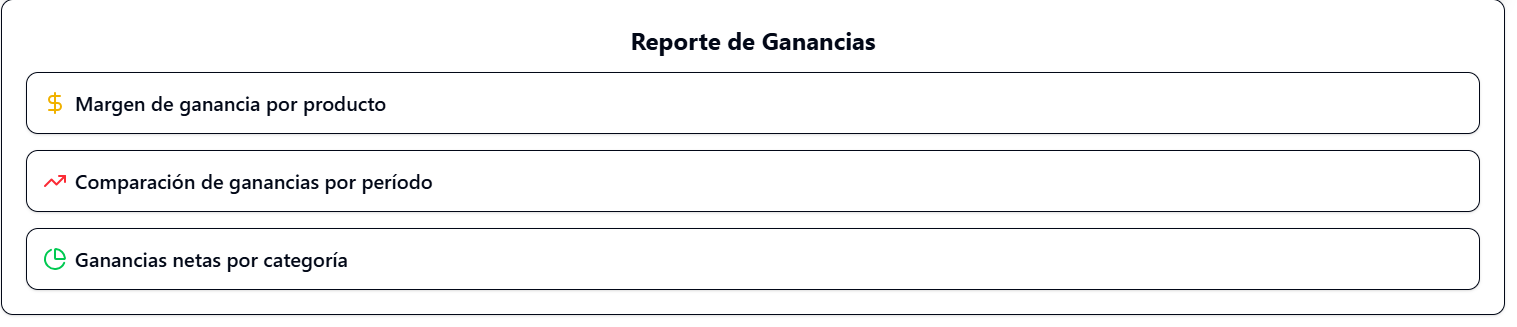 Reporte de Ganancias
Margen de ganancia por producto
Comparación de ganancias por período
Ganancias netas por categoría